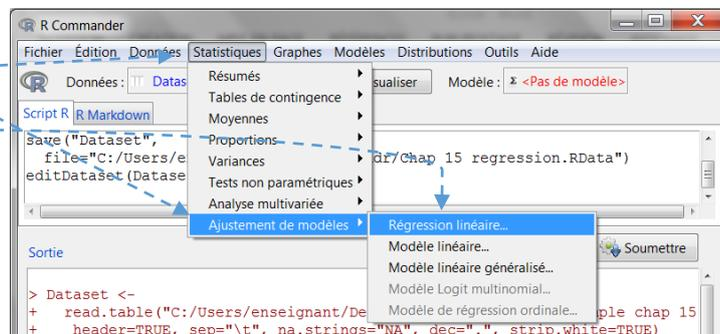 R Commander
Fichier Édition Données Statistiques Graphes Modèles Distributions Outils Aide
Données : Datas sualiser Modèle : Σ <Pas de modèle>
Résumés
Tables de contingence
Moyennes
Proportions
Variances
Tests non paramétriques
Analyse multivariée
Ajustement de modèles
Régression linéaire...
Modèle linéaire...
Modèle linéaire généralisé...
Modèle Logit multinomial...
Modèle de régression ordinale...
Script R R Markdown
save("Dataset",
file="C:/Users/en dr/Chap 15 regression.RData")
editDataset(Datase
Soumettre
Sortie
> Dataset <-
+ read.table("C:/Users/enseignant/De ple chap 15
+ header=TRUE, sep="\t", na.strings="NA", dec=".", strip.white=TRUE)